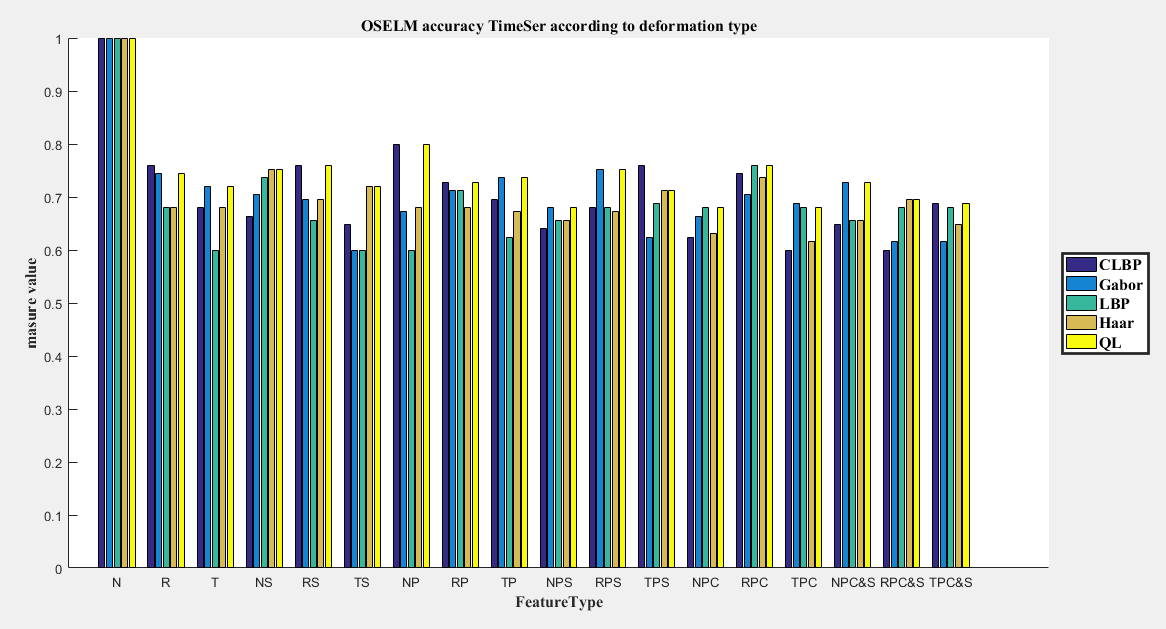 OSELM accuracy TimeSer according to deformation type
masure value
1
0.9
0.8
0.7
0.6
0.5
0.4
0.3
0.2
0.1
0
N R T NS RS TS NP RP TP NPS RPS TPS NPC RPC TPC NPC&S RPC&S TPC&S
FeatureType
CLBP
Gabor
LBP
Haar
QL